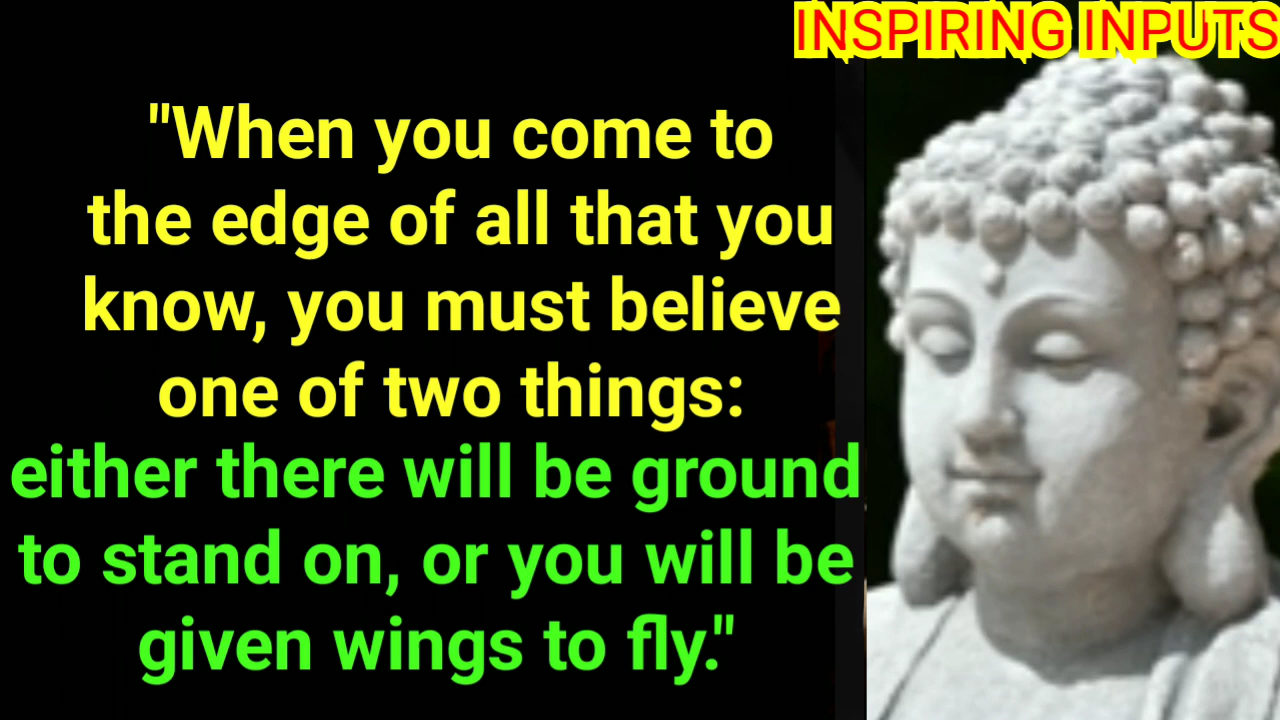 INSPIRING INPUTS
"When you come to
the edge of all that you
know, you must believe
one of two things:
either there will be ground
to stand on, or you will be
given wings to fly."